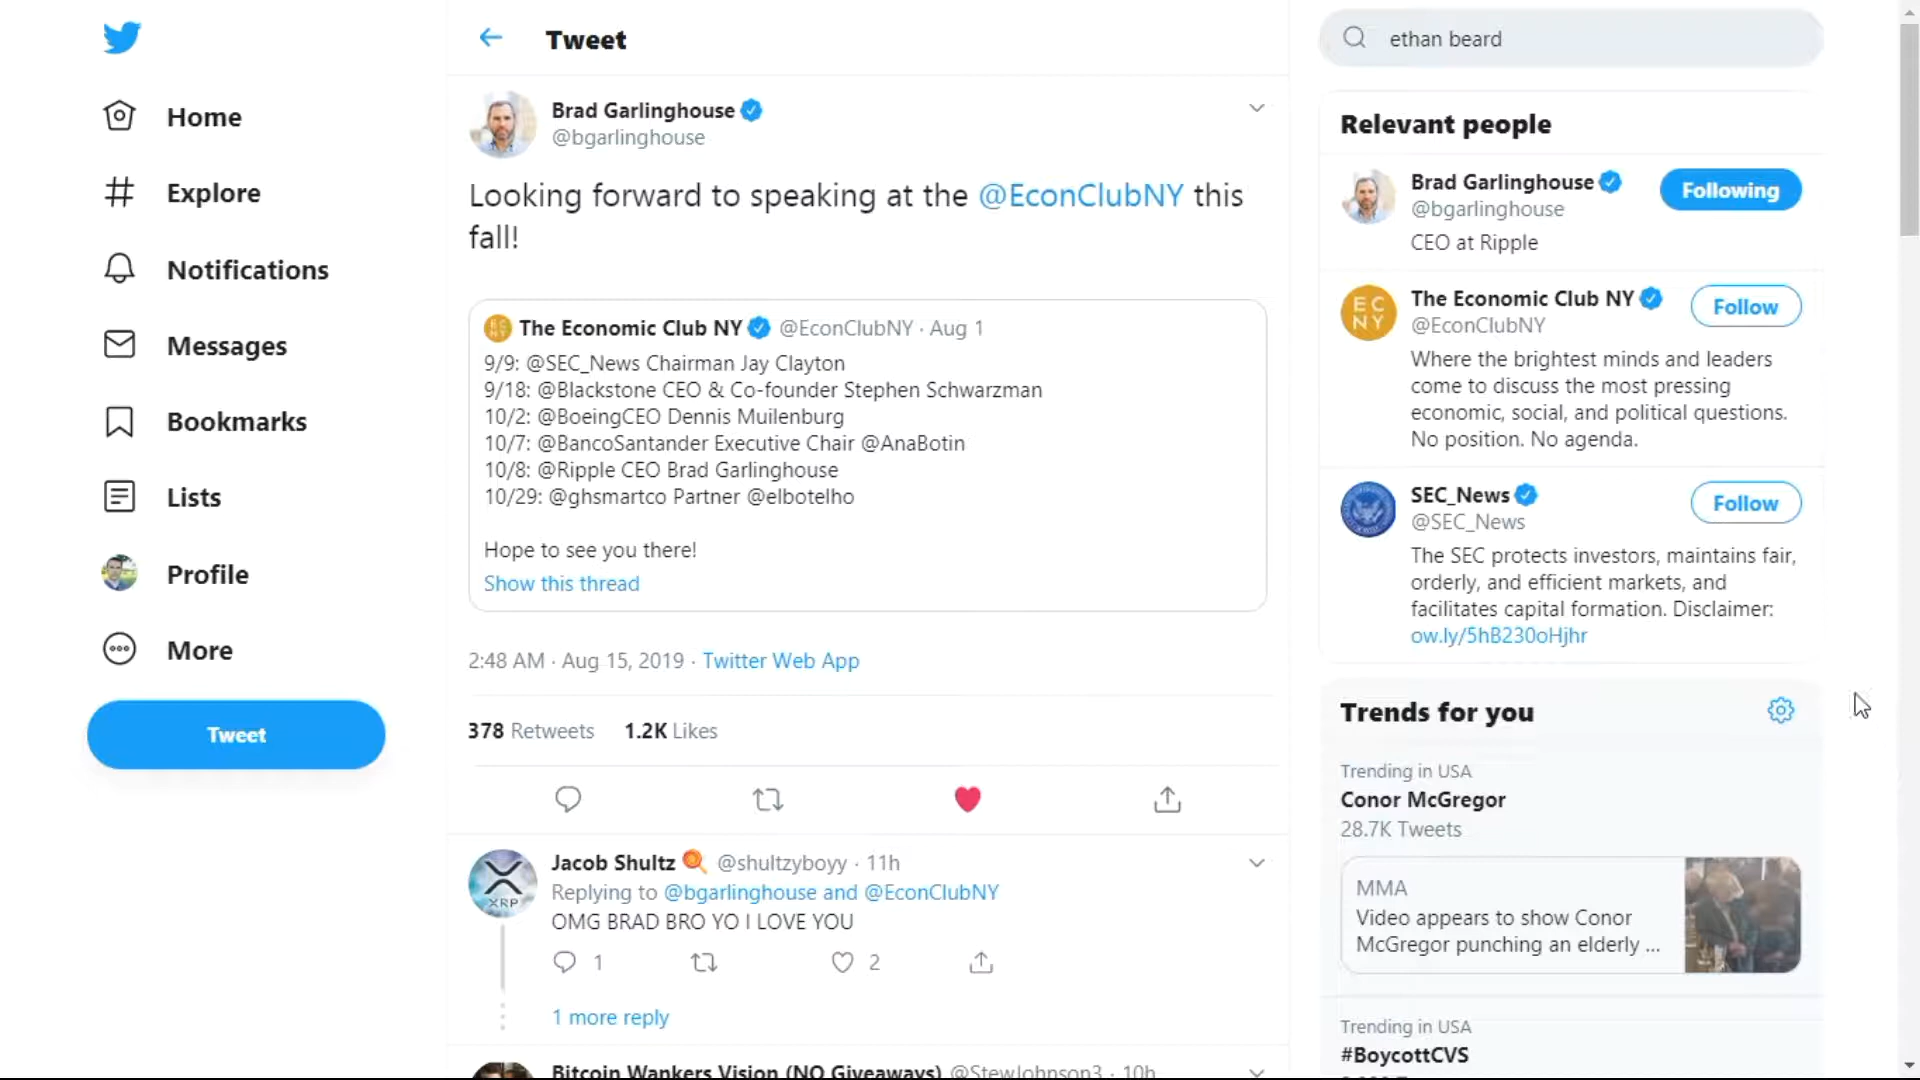 Home
Explore
Notifications
Messages
Bookmarks
Lists
Profile
More
Tweet
Tweet
Brad Garlinghouse
@bgarlinghouse
Looking forward to speaking at the @EconClubNY this
fall!
The Economic Club NY @EconClubNY · Aug 1
9/9: @SEC_News Chairman Jay Clayton
9/18: @Blackstone CEO & Co-founder Stephen Schwarzman
10/2: @BoeingCEO Dennis Muilenburg
10/7: @BancoSantander Executive Chair @AnaBotin
10/8: @Ripple CEO Brad Garlinghouse
10/29: @ghsmartco Partner @elbotelho
Hope to see you there!
Show this thread
2:48 AM · Aug 15, 2019 · Twitter Web App
378 Retweets 1.2K Likes
XRP
Jacob Shultz @shultzyboyy · 11h
Replying to @bgarlinghouse and @EconClubNY
OMG BRAD BRO YO I LOVE YOU
1 2
1 more reply
Bitcoin Wankers Vision (NO Giveaways) @StewJohnson3 · 10h
ethan beard
Relevant people
Brad Garlinghouse
@bgarlinghouse
Following
CEO at Ripple
EC
NY
The Economic Club NY
@EconClubNY
Follow
Where the brightest minds and leaders
come to discuss the most pressing
economic, social, and political questions.
No position. No agenda.
SEC_News
@SEC_News
Follow
The SEC protects investors, maintains fair,
orderly, and efficient markets, and
facilitates capital formation. Disclaimer:
ow.ly/5hB230oHjhr
Trends for you
Trending in USA
Conor McGregor
28.7K Tweets
MMA
Video appears to show Conor
McGregor punching an elderly ...
Trending in USA
#BoycottCVS